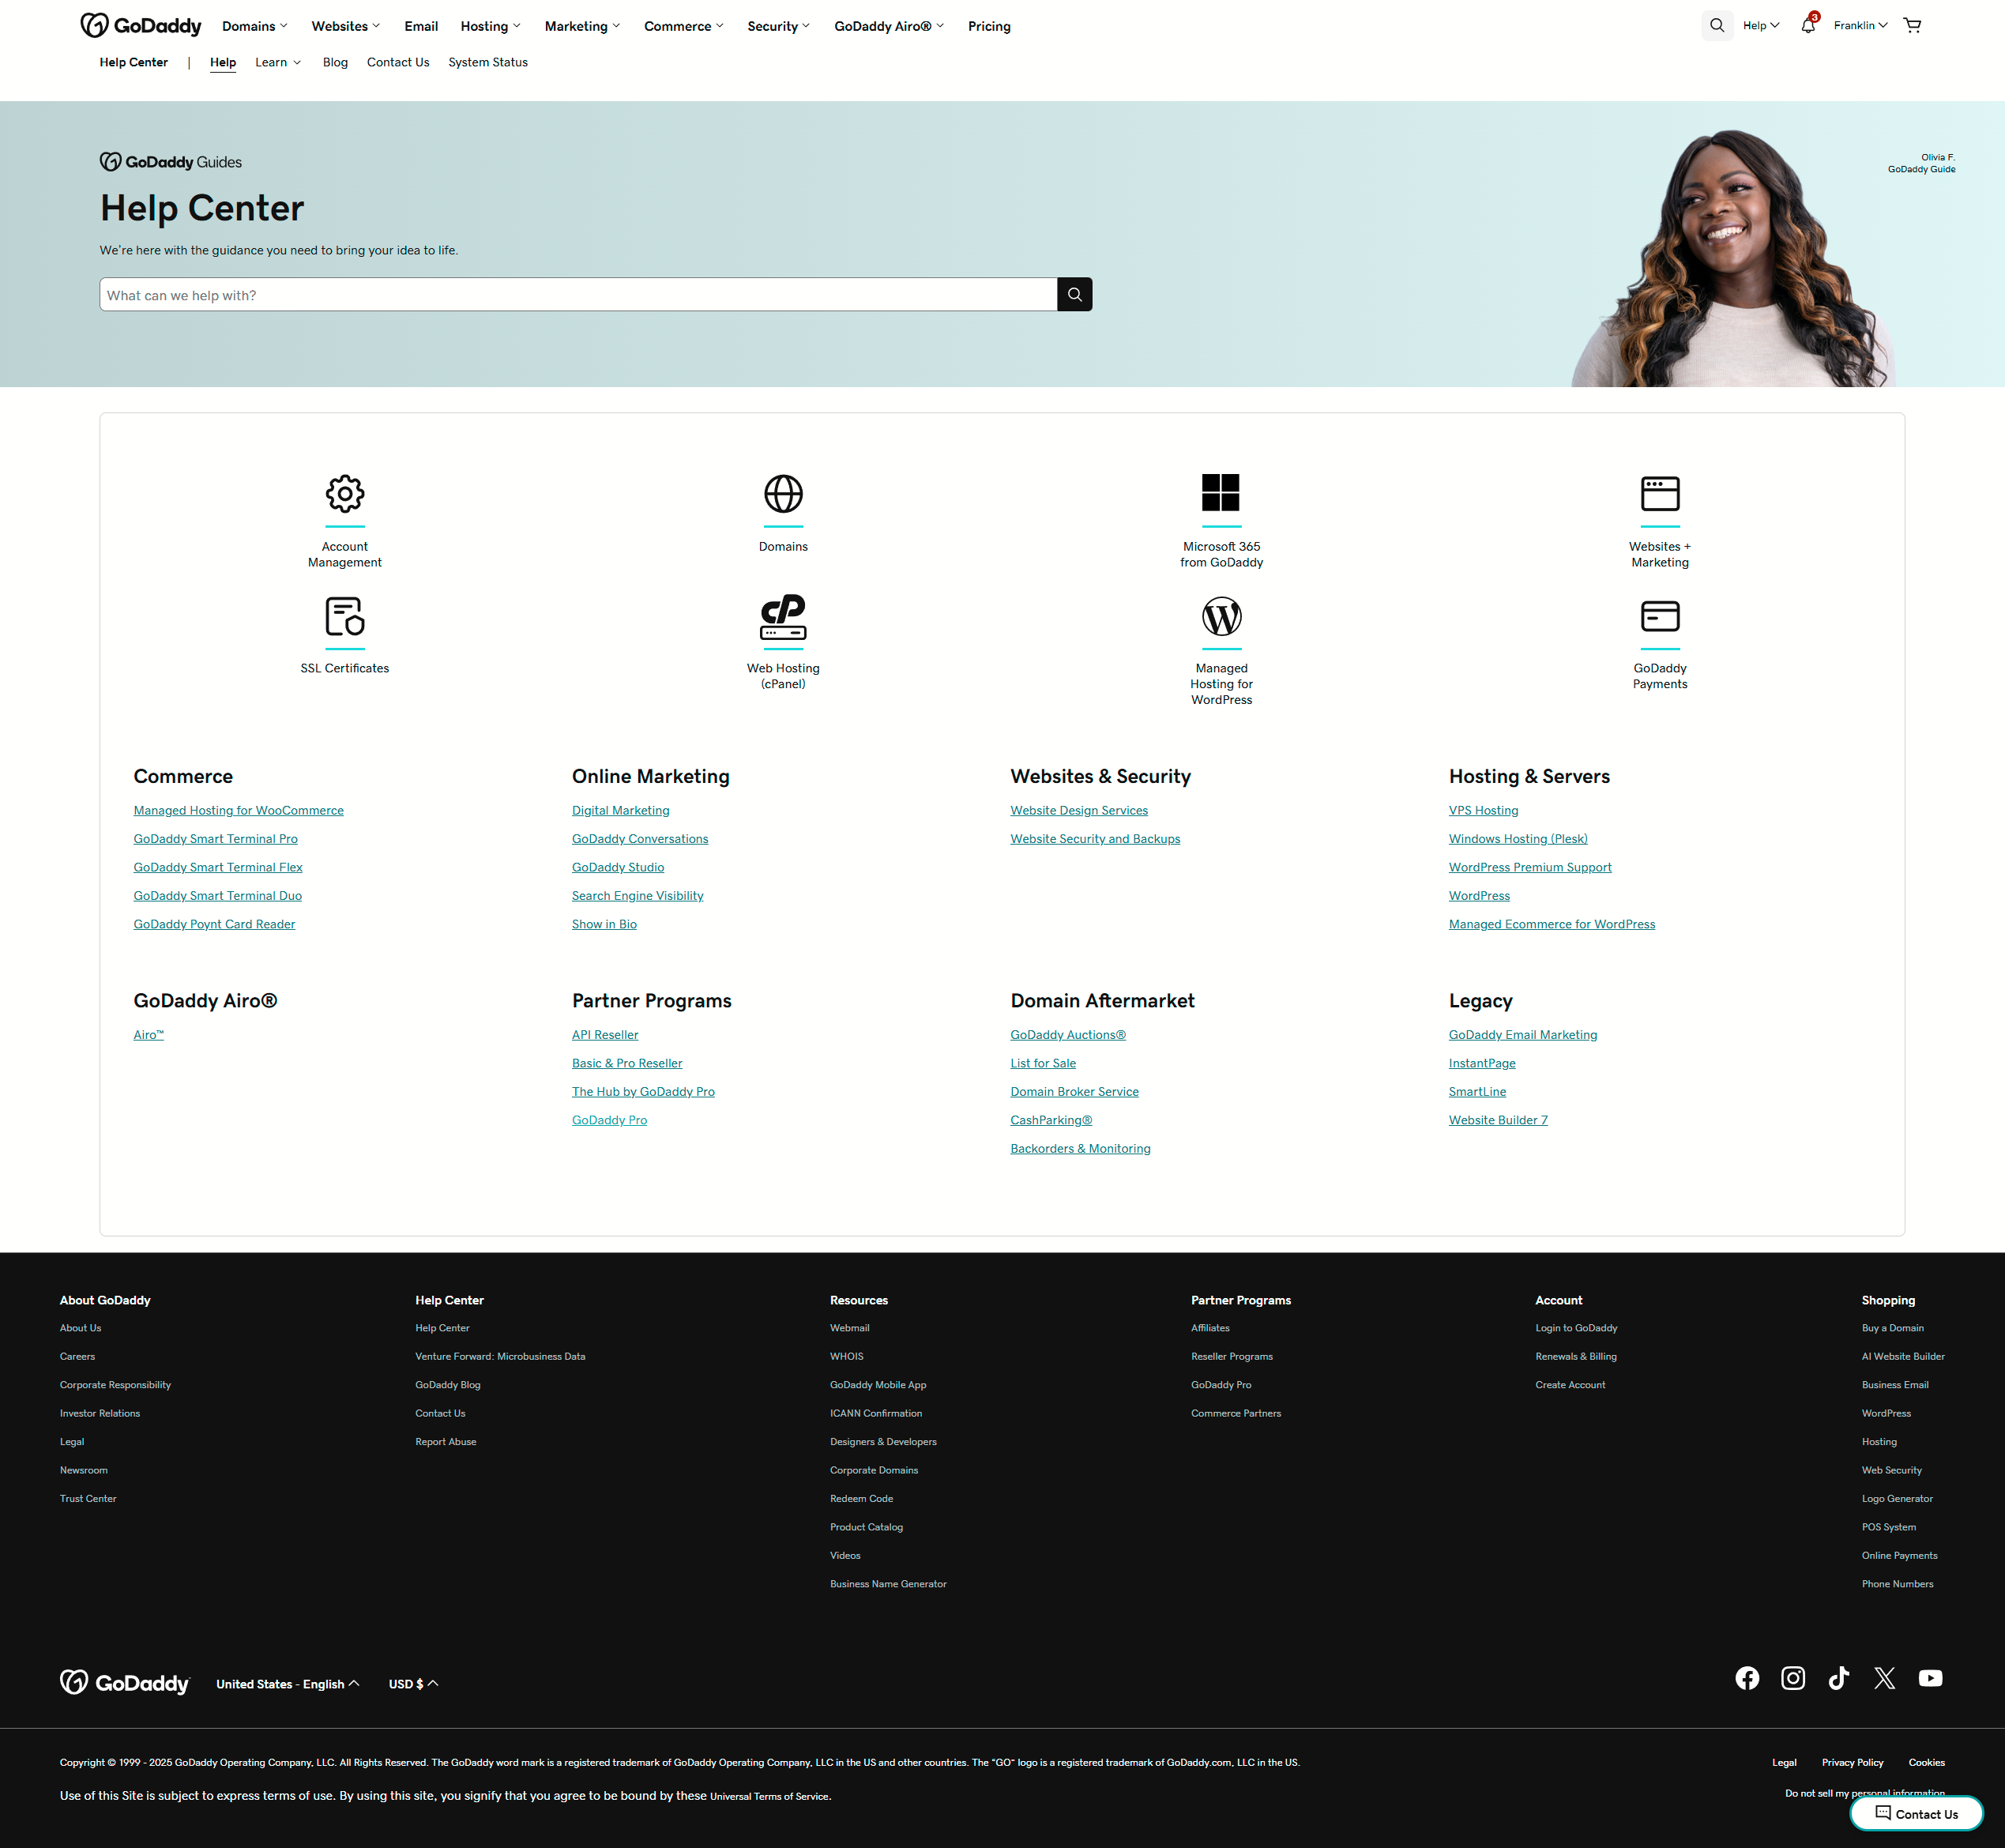 GoDaddy Domains Websites Email Hosting Marketing Commerce Security GoDaddy Airo® Pricing Help 3 Franklin
Help Center | Help Learn Blog Contact Us System Status
GoDaddy Guides
Help Center
We're here with the guidance you need to bring your idea to life.
What can we help with?
Olivia F.
GoDaddy Guide
Account
Management
Domains
Microsoft 365
from GoDaddy
Websites +
Marketing
SSL Certificates
cP
Web Hosting
(cPanel)
Managed
Hosting for
WordPress
GoDaddy
Payments
Commerce
Managed Hosting for WooCommerce
GoDaddy Smart Terminal Pro
GoDaddy Smart Terminal Flex
GoDaddy Smart Terminal Duo
GoDaddy Poynt Card Reader
Online Marketing
Digital Marketing
GoDaddy Conversations
GoDaddy Studio
Search Engine Visibility
Show in Bio
Websites & Security
Website Design Services
Website Security and Backups
Hosting & Servers
VPS Hosting
Windows Hosting (Plesk)
WordPress Premium Support
WordPress
Managed Ecommerce for WordPress
GoDaddy Airo®
Airo™
Partner Programs
API Reseller
Basic & Pro Reseller
The Hub by GoDaddy Pro
GoDaddy Pro
Domain Aftermarket
GoDaddy Auctions®
List for Sale
Domain Broker Service
CashParking®
Backorders & Monitoring
Legacy
GoDaddy Email Marketing
InstantPage
SmartLine
Website Builder 7
About GoDaddy
About Us
Careers
Corporate Responsibility
Investor Relations
Legal
Newsroom
Trust Center
Help Center
Help Center
Venture Forward: Microbusiness Data
GoDaddy Blog
Contact Us
Report Abuse
Resources
Webmail
WHOIS
GoDaddy Mobile App
ICANN Confirmation
Designers & Developers
Corporate Domains
Redeem Code
Product Catalog
Videos
Business Name Generator
Partner Programs
Affiliates
Reseller Programs
GoDaddy Pro
Commerce Partners
Account
Login to GoDaddy
Renewals & Billing
Create Account
Shopping
Buy a Domain
AI Website Builder
Business Email
WordPress
Hosting
Web Security
Logo Generator
POS System
Online Payments
Phone Numbers
GoDaddy United States - English USD $
Copyright © 1999 - 2025 GoDaddy Operating Company, LLC. All Rights Reserved. The GoDaddy word mark is a registered trademark of GoDaddy Operating Company, LLC in the US and other countries. The “GO” logo is a registered trademark of GoDaddy.com, LLC in the US.
Legal Privacy Policy Cookies
Use of this Site is subject to express terms of use. By using this site, you signify that you agree to be bound by these Universal Terms of Service.
Do not sell my personal information
Contact Us